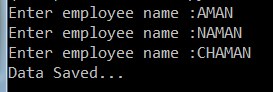 Enter employee name :AMAN
Enter employee name :NAMAN
Enter employee name :CHAMAN
Data Saved...